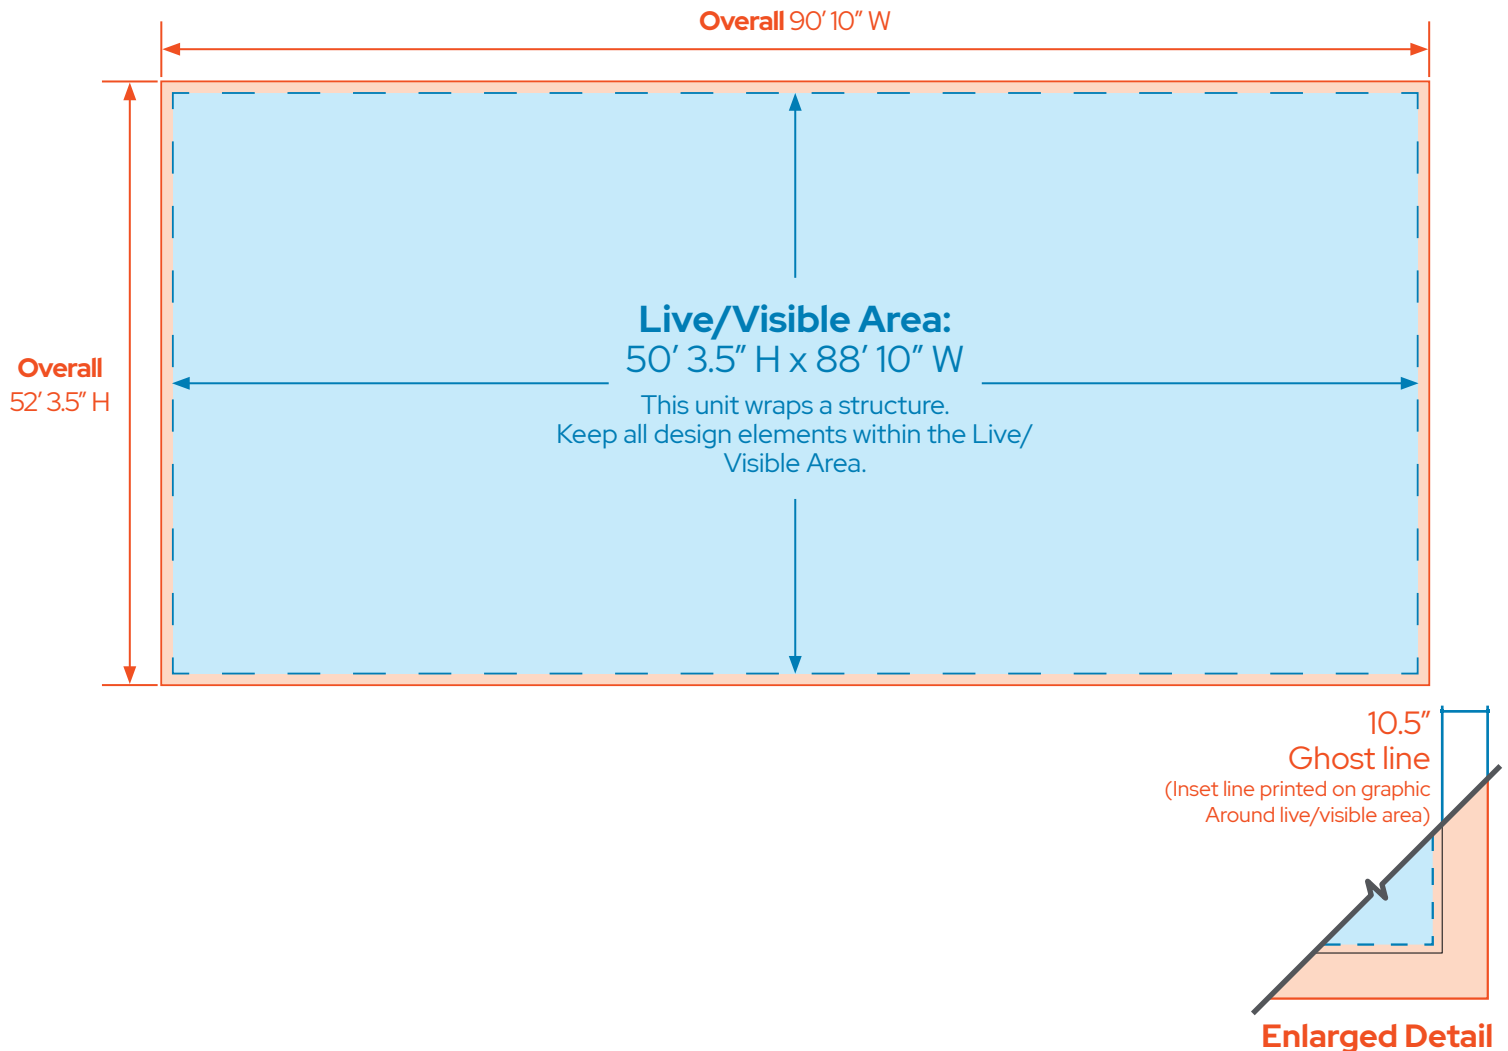 Overall 90’ 10” W
Live/Visible Area:
50’ 3.5” H x 88’ 10” W
Overall
52’ 3.5” H
This unit wraps a structure.
Keep all design elements within the Live/
Visible Area.
10.5”
Ghost line
(Inset line printed on graphic
Around live/visible area)
Enlarged Detail